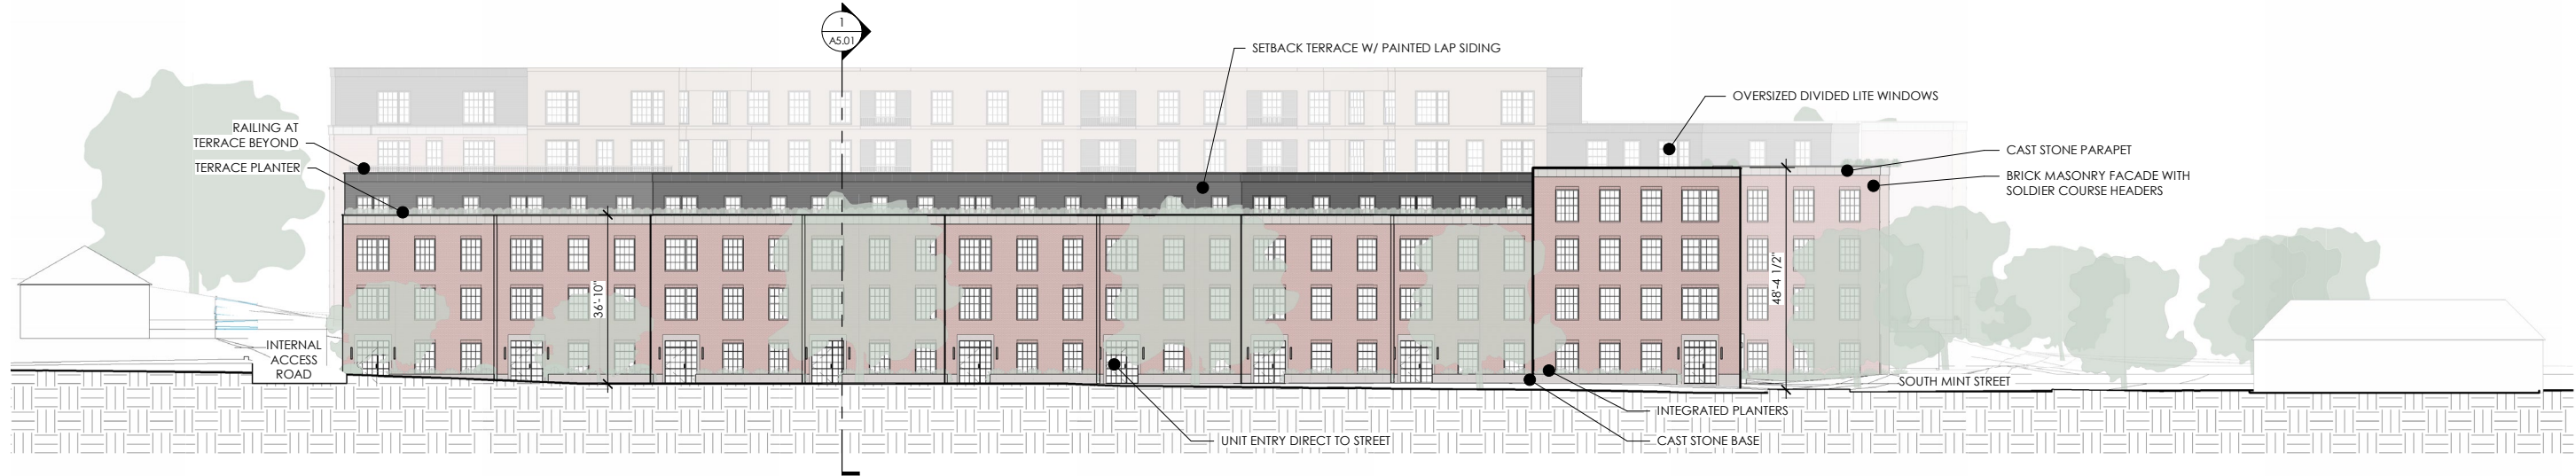 1
A5.01
SETBACK TERRACE W/ PAINTED LAP SIDING
OVERSIZED DIVIDED LITE WINDOWS
RAILING AT
TERRACE BEYOND
TERRACE PLANTER
CAST STONE PARAPET
BRICK MASONRY FACADE WITH
SOLDIER COURSE HEADERS
36'-10"
48'-4 1/2"
INTERNAL
ACCESS
ROAD
SOUTH MINT STREET
INTEGRATED PLANTERS
UNIT ENTRY DIRECT TO STREET
CAST STONE BASE